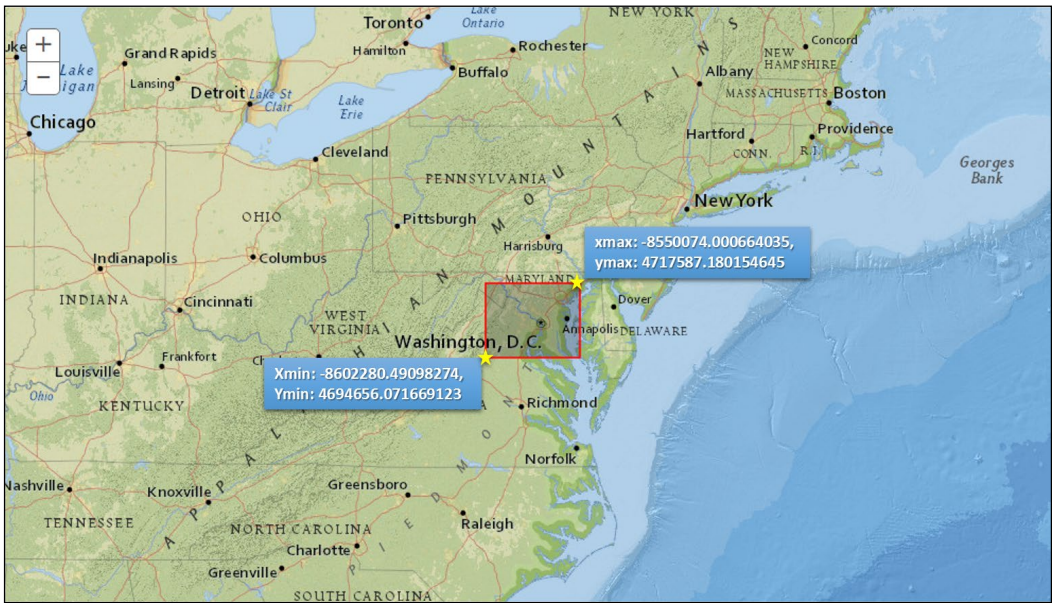 Lake
Ontario
NEW YORK
Toronto
Hamilton
Rochester
Concord
NEW
HAMPSHIRE
+
−
Lake
Grand Rapids
Lansing
Detroit
Lake St
Clair
Buffalo
Albany
MASSACHUSETTS
Boston
Lake
Erie
Chicago
Hartford
Providence
CONN.
R.I.
Cleveland
Georges
Bank
PENNSYLVANIA
New York
OHIO
Pittsburgh
Harrisburg
xmax: -8550074.000664035,
ymax: 4717587.180154645
Indianapolis
Columbus
MARYLAND
INDIANA
Cincinnati
Dover
WEST
VIRGINIA
Annapolis
DELAWARE
Washington, D.C.
Frankfort
Louisville
Xmin: -8602280.49098274,
Ymin: 4694656.071669123
Ohio
KENTUCKY
Richmond
Norfolk
APPALACHIAN MOUNTAINS
Nashville
Knoxville
Greensboro
TENNESSEE
NORTH CAROLINA
Raleigh
Charlotte
Greenville
SOUTH CAROLINA